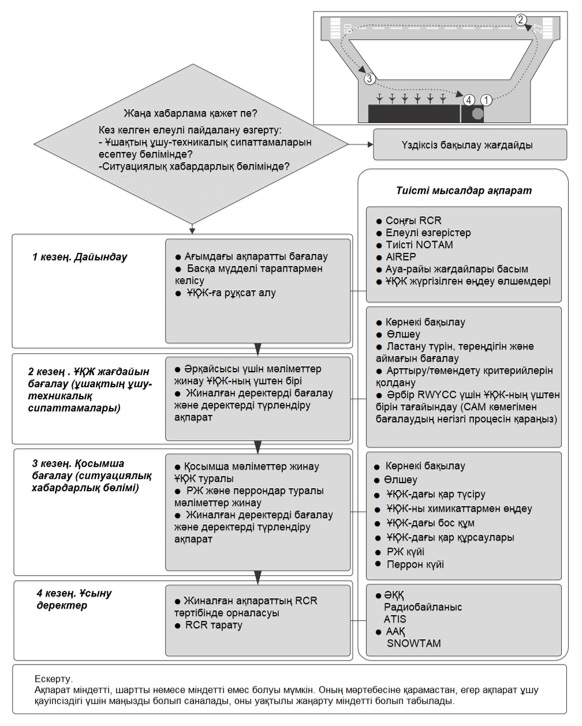 2
3
4
1
Жаңа хабарлама қажет пе?
Кез келген елеулі пайдалану өзгерту:
- Ұшақтың ұшу-техникалық сипаттамаларын
есептеу бөлімінде?
-Ситуациялық хабардарлық бөлімінде?
Үздіксіз бақылау жағдайды
Тиісті мысалдар ақпарат
1 кезең. Дайындау
● Ағымдағы ақпаратты бағалау
● Басқа мүдделі тараптармен
келісу
● ҰҚЖ-ға рұқсат алу
● Соңғы RCR
● Елеулі өзгерістер
● Тиісті NOTAM
● AIREP
● Ауа-райы жағдайлары басым
● ҰҚЖ жүргізілген өңдеу өлшемдері
2 кезең . ҰҚЖ жағдайын
бағалау (ұшақтың ұшу-
техникалық
сипаттамалары)
● Әрқайсысы үшін мәліметтер
жинау ҰҚЖ-ның үштен бірі
● Жиналған деректерді бағалау
және деректерді түрлендіру
ақпарат
● Көрнекі бақылау
● Өлшеу
● Ластану түрін, тереңдігін және
аймағын бағалау
● Арттыру/төмендету критерийлерін
қолдану
● Әрбір RWYCC үшін ҰҚЖ-ның үштен
бірін тағайындау (САМ көмегімен
бағалаудың негізгі процесін қараңыз)
3 кезең. Қосымша
бағалау (ситуациялық
хабардарлық бөлімі)
● Қосымша мәліметтер жинау
ҰҚЖ туралы
● РЖ және перрондар туралы
мәліметтер жинау
● Жиналған деректерді бағалау
және деректерді түрлендіру
ақпарат
● Көрнекі бақылау
● Өлшеу
● ҰҚЖ-дағы қар түсіру
● ҰҚЖ-ны химикаттармен өңдеу
● ҰҚЖ-дағы бос құм
● ҰҚЖ-дағы қар құрсаулары
● РЖ күйі
● Перрон күйі
4 кезең. Ұсыну
деректер
● Жиналған ақпараттың RCR
тәртібінде орналасуы
● RCR тарату
● ӘҚҚ
Радиобайланыс
ATIS
● ААҚ
SNOWTAM
Ескерту.
Ақпарат міндетті, шартты немесе міндетті емес болуы мүмкін. Оның мәртебесіне қарамастан, егер ақпарат ұшу
қауіпсіздігі үшін маңызды болып саналады, оны уақтылы жаңарту міндетті болып табылады.